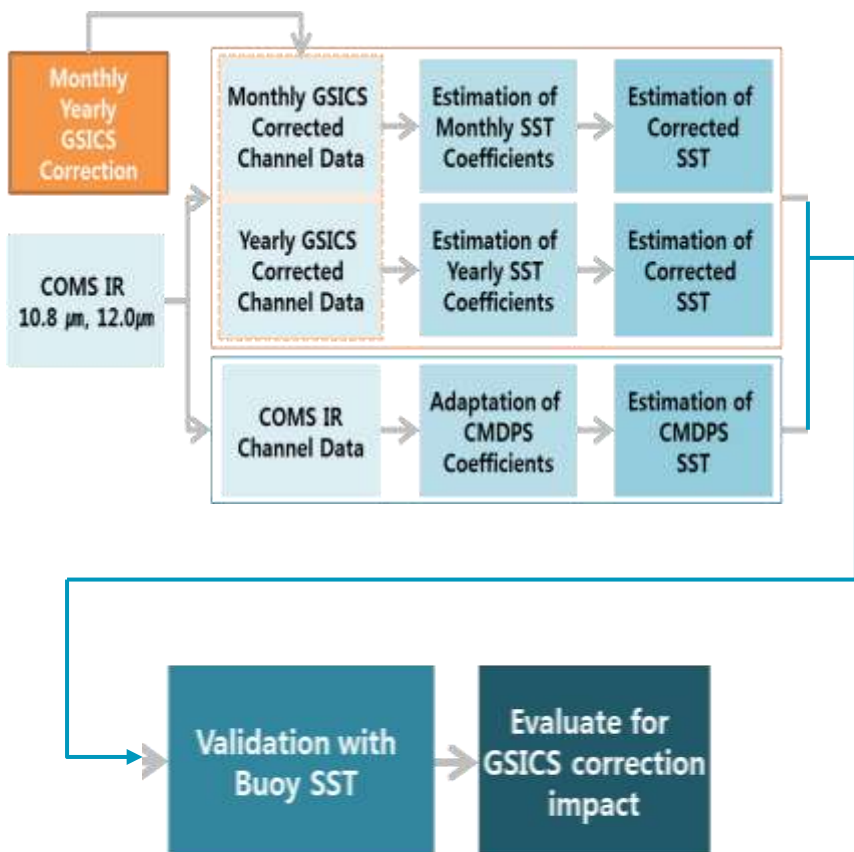 Monthly
Yearly
GSICS
Correction
COMS IR
10.8 ㎛, 12.0㎛
Monthly GSICS
Corrected
Channel Data
Estimation of
Monthly SST
Coefficients
Estimation of
Corrected
SST
Yearly GSICS
Corrected
Channel Data
Estimation of
Yearly SST
Coefficients
Estimation of
Corrected
SST
COMS IR
Channel Data
Adaptation of
CMDPS
Coefficients
Estimation of
CMDPS
SST
Validation with
Buoy SST
Evaluate for
GSICS correction
impact